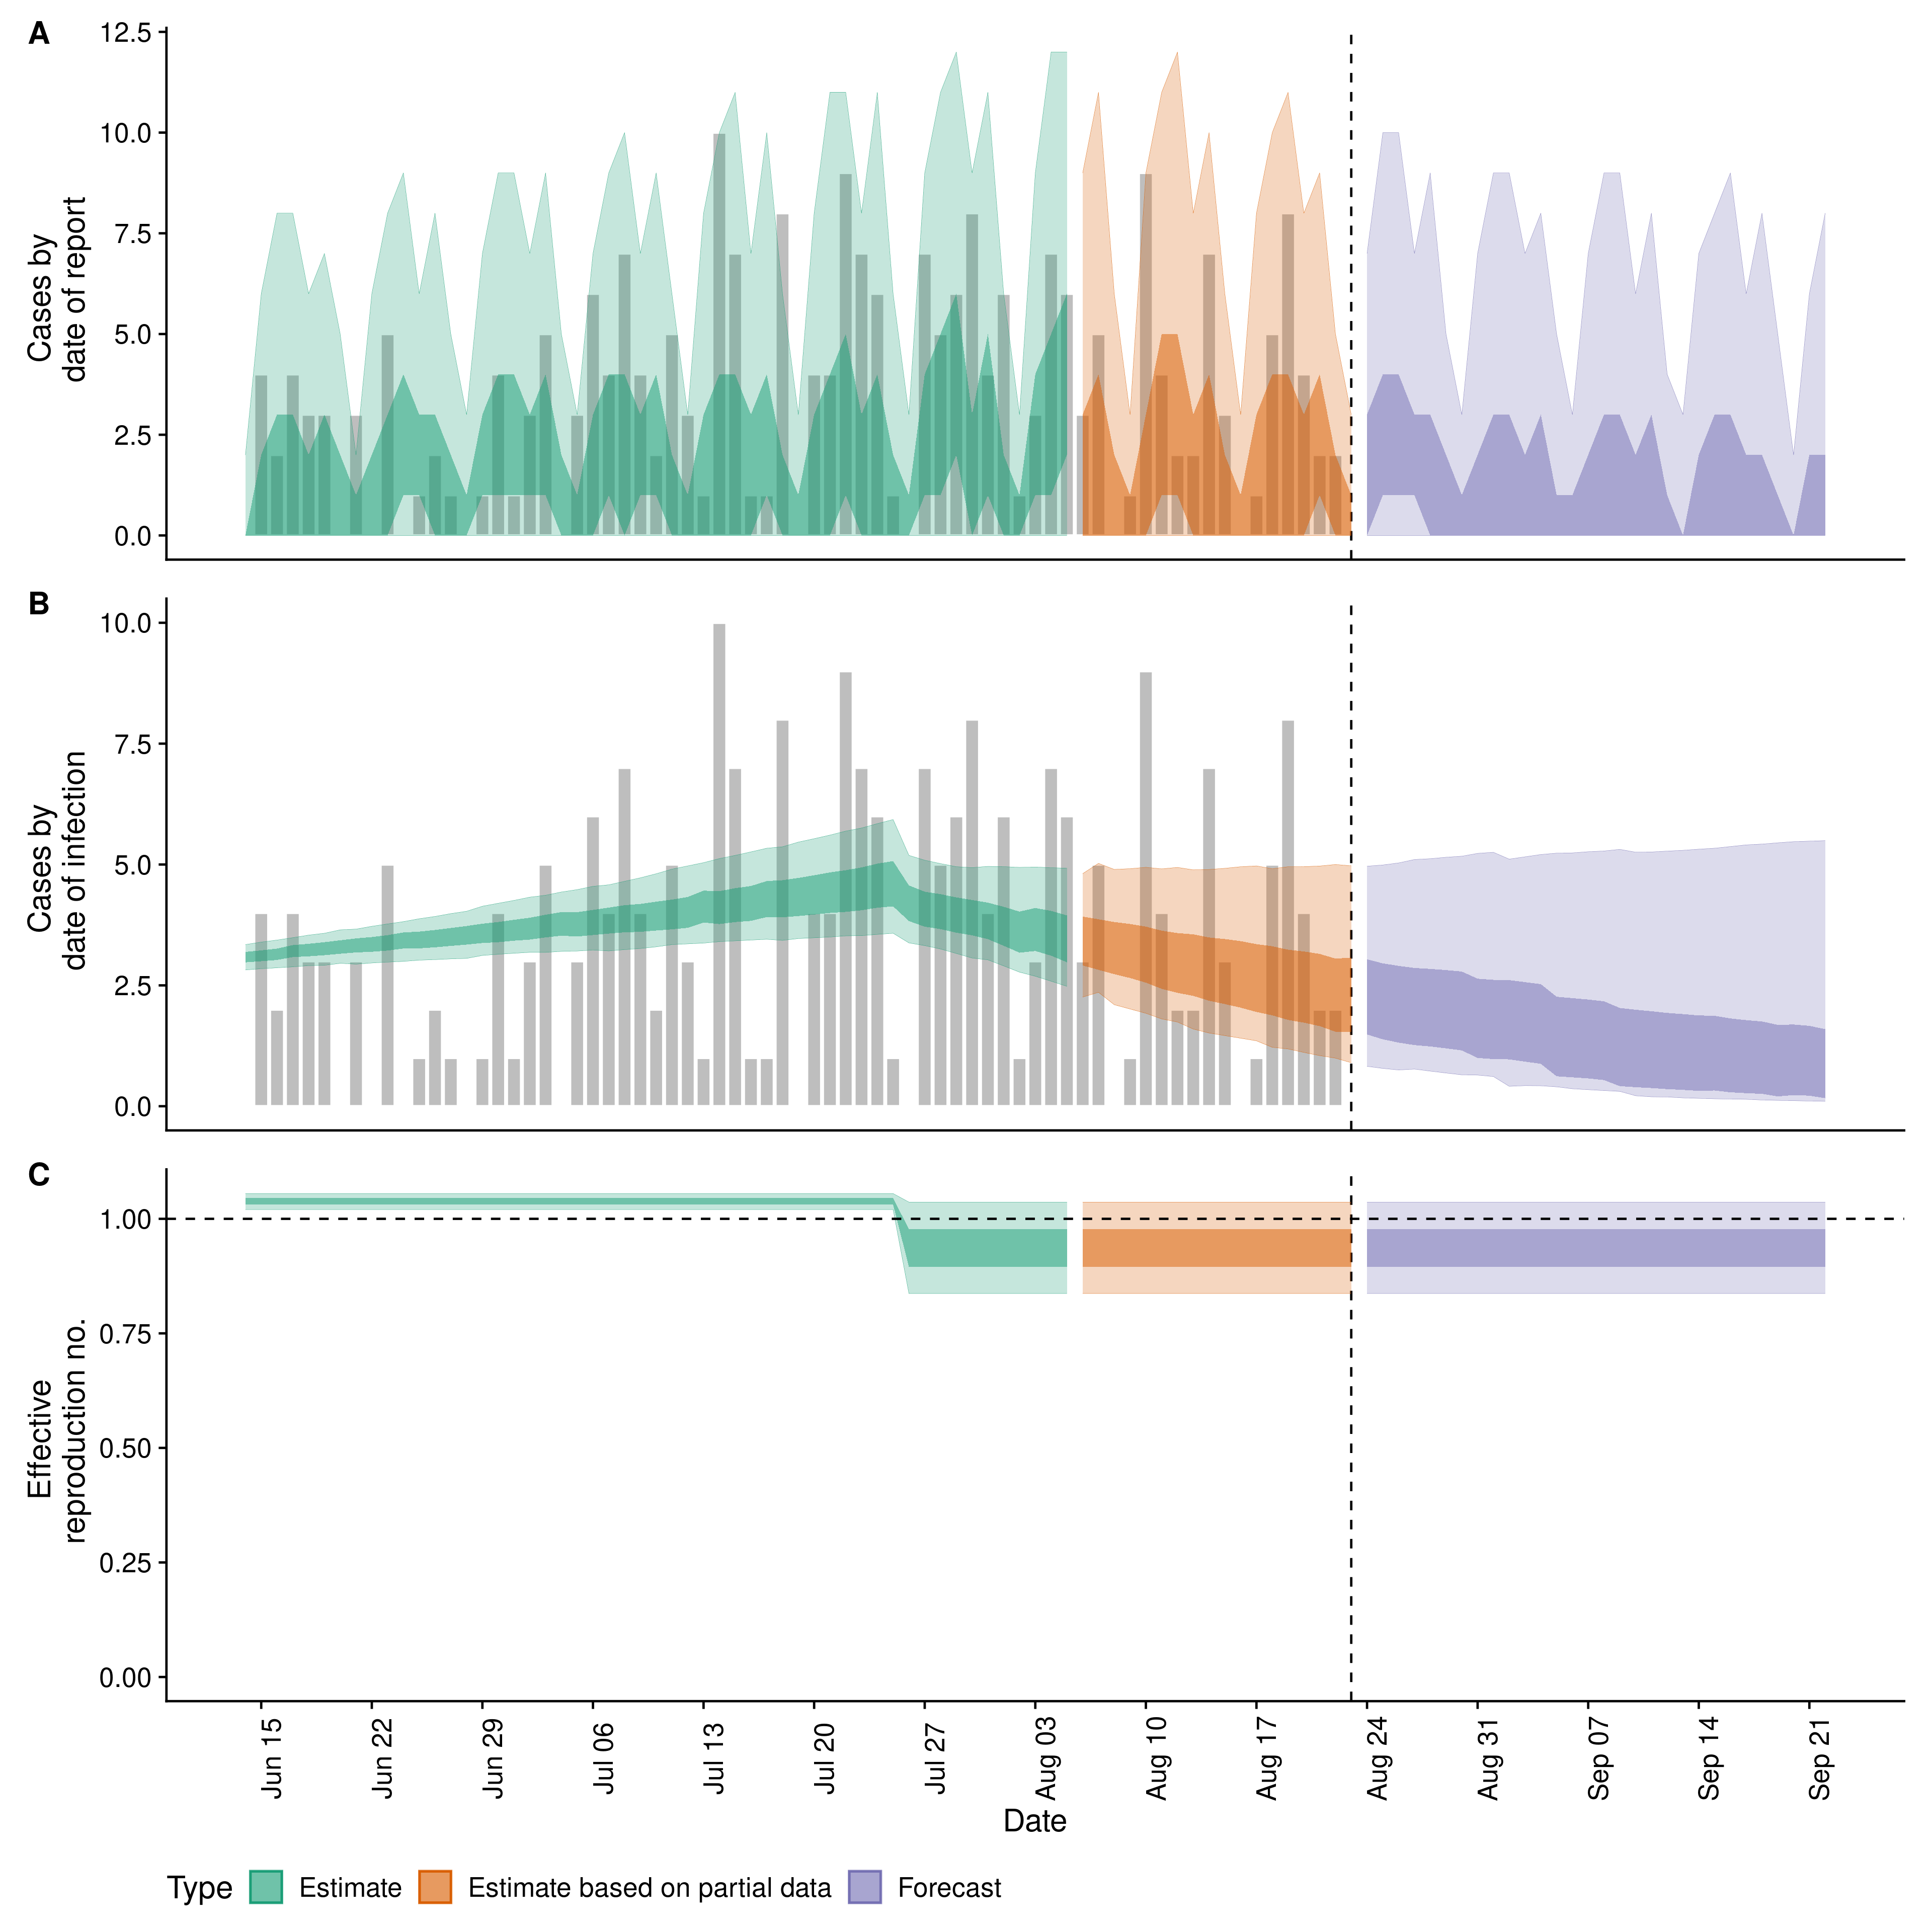 A
Cases by
date of report
12.5
10.0
7.5
5.0
2.5
0.0
B
Cases by
date of infection
10.0
7.5
5.0
2.5
0.0
C
Effective
reproduction no.
1.00
0.75
0.50
0.25
0.00
Jun 15
Jun 22
Jun 29
Jul 06
Jul 13
Jul 20
Jul 27
Aug 03
Aug 10
Aug 17
Aug 24
Aug 31
Sep 07
Sep 14
Sep 21
Date
Type Estimate Estimate based on partial data Forecast